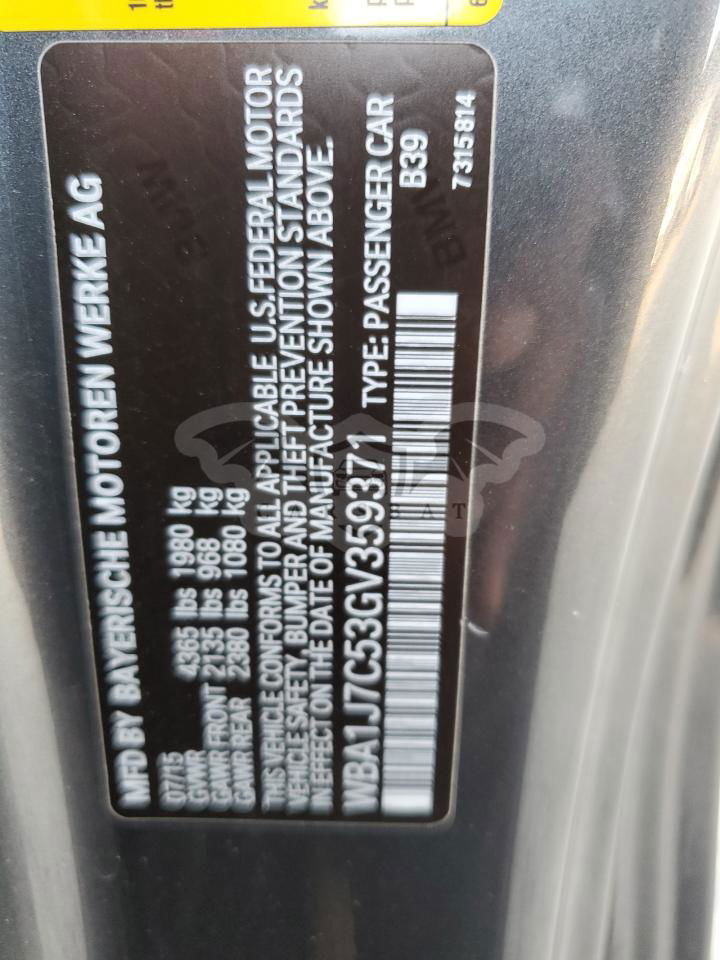 MFD BY BAYERISCHE MOTOREN WERKE AG
07/15
GVWR 4365 lbs 1980 kg
GAWR FRONT 2135 lbs 968 kg
GAWR REAR 2380 lbs 1080 kg
THIS VEHICLE CONFORMS TO ALL APPLICABLE U.S.FEDERAL MOTOR
VEHICLE SAFETY, BUMPER AND THEFT PREVENTION STANDARDS
IN EFFECT ON THE DATE OF MANUFACTURE SHOWN ABOVE.
WBA1J7C53GV359371 TYPE: PASSENGER CAR
B39
7315814
BMW
BMW